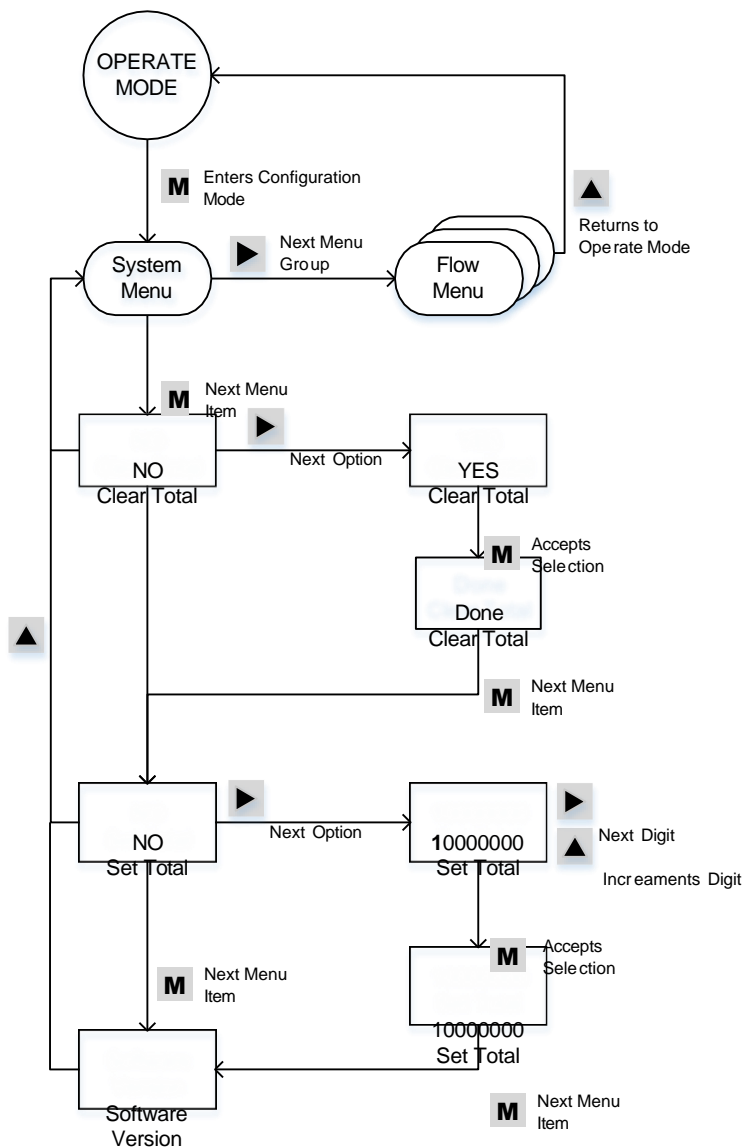 OPERATE
MODE
M
Enters Configuration
Mode
System
Menu
Next Menu
Group
Flow
Menu
Returns to
Operate Mode
M
Next Menu
Item
NO
Clear Total
Next Option
YES
Clear Total
M
Accepts
Selection
Done
Clear Total
M
Next Menu
Item
NO
Set Total
Next Option
10000000
Set Total
Next Digit
Increaments Digit
M
Next Menu
Item
M
Accepts
Selection
10000000
Set Total
Software
Version
M
Next Menu
Item